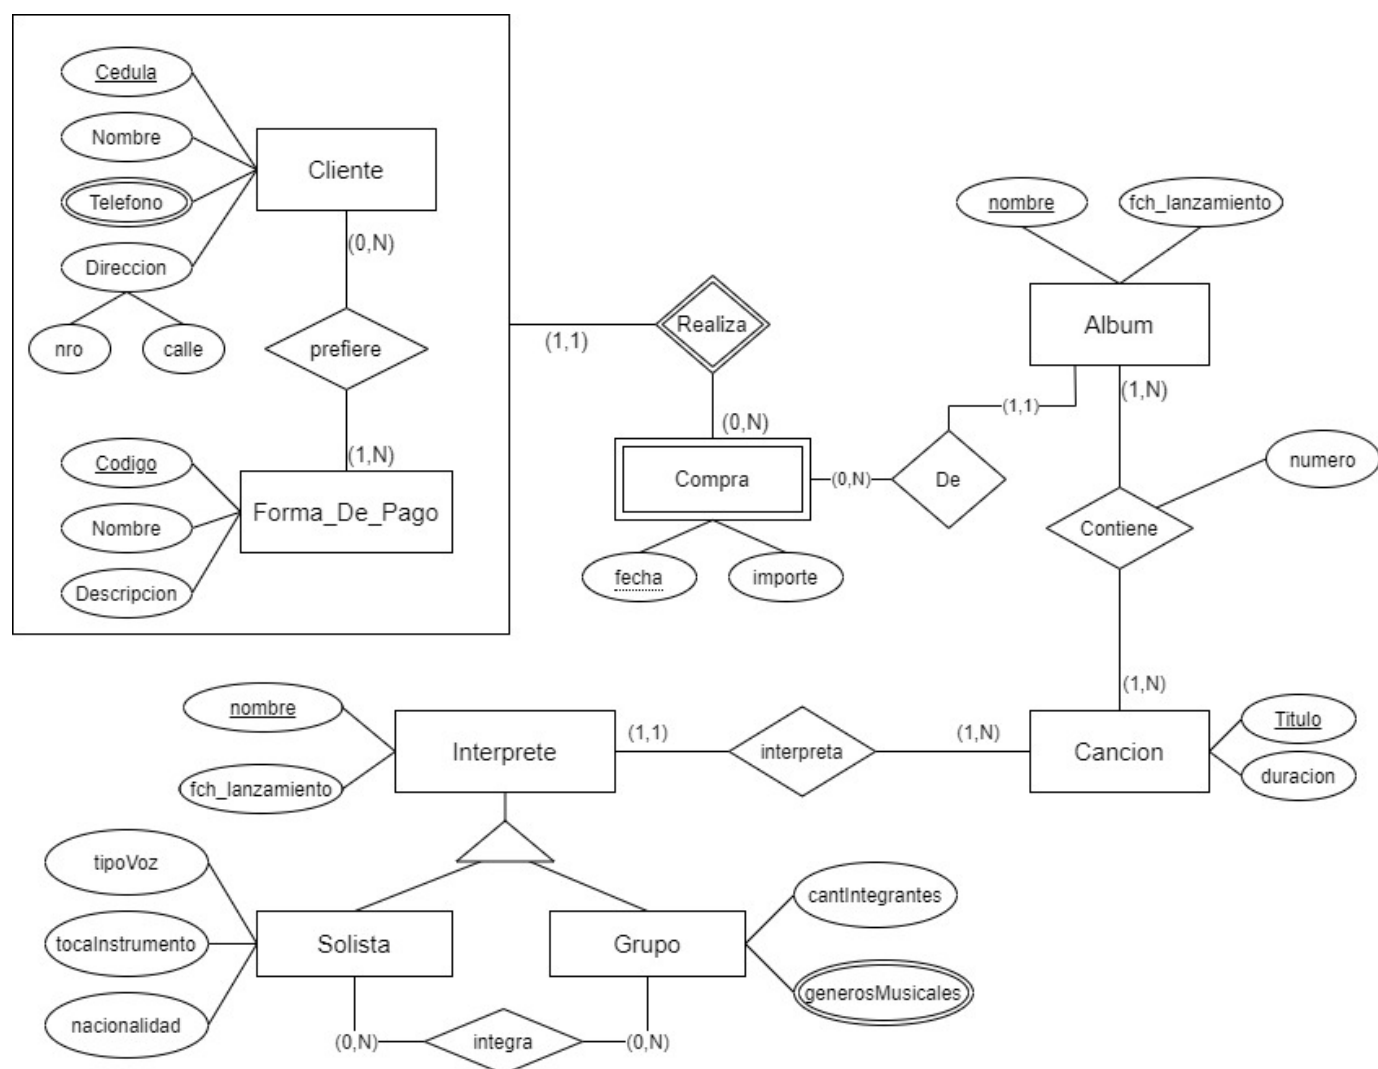 Cedula
Nombre
Cliente
Telefono
Direccion
nro
calle
(0,N)
prefiere
(1,N)
Codigo
Nombre
Forma_De_Pago
Descripcion
(1,1)
Realiza
(0,N)
Compra
fecha
importe
(0,N)
De
(1,1)
nombre
fch_lanzamiento
Album
(1,N)
numero
Contiene
(1,N)
Titulo
Cancion
duracion
(1,N)
interpreta
(1,1)
nombre
Interprete
fch_lanzamiento
tipoVoz
tocaInstrumento
Solista
nacionalidad
Grupo
cantIntegrantes
generosMusicales
(0,N)
integra
(0,N)